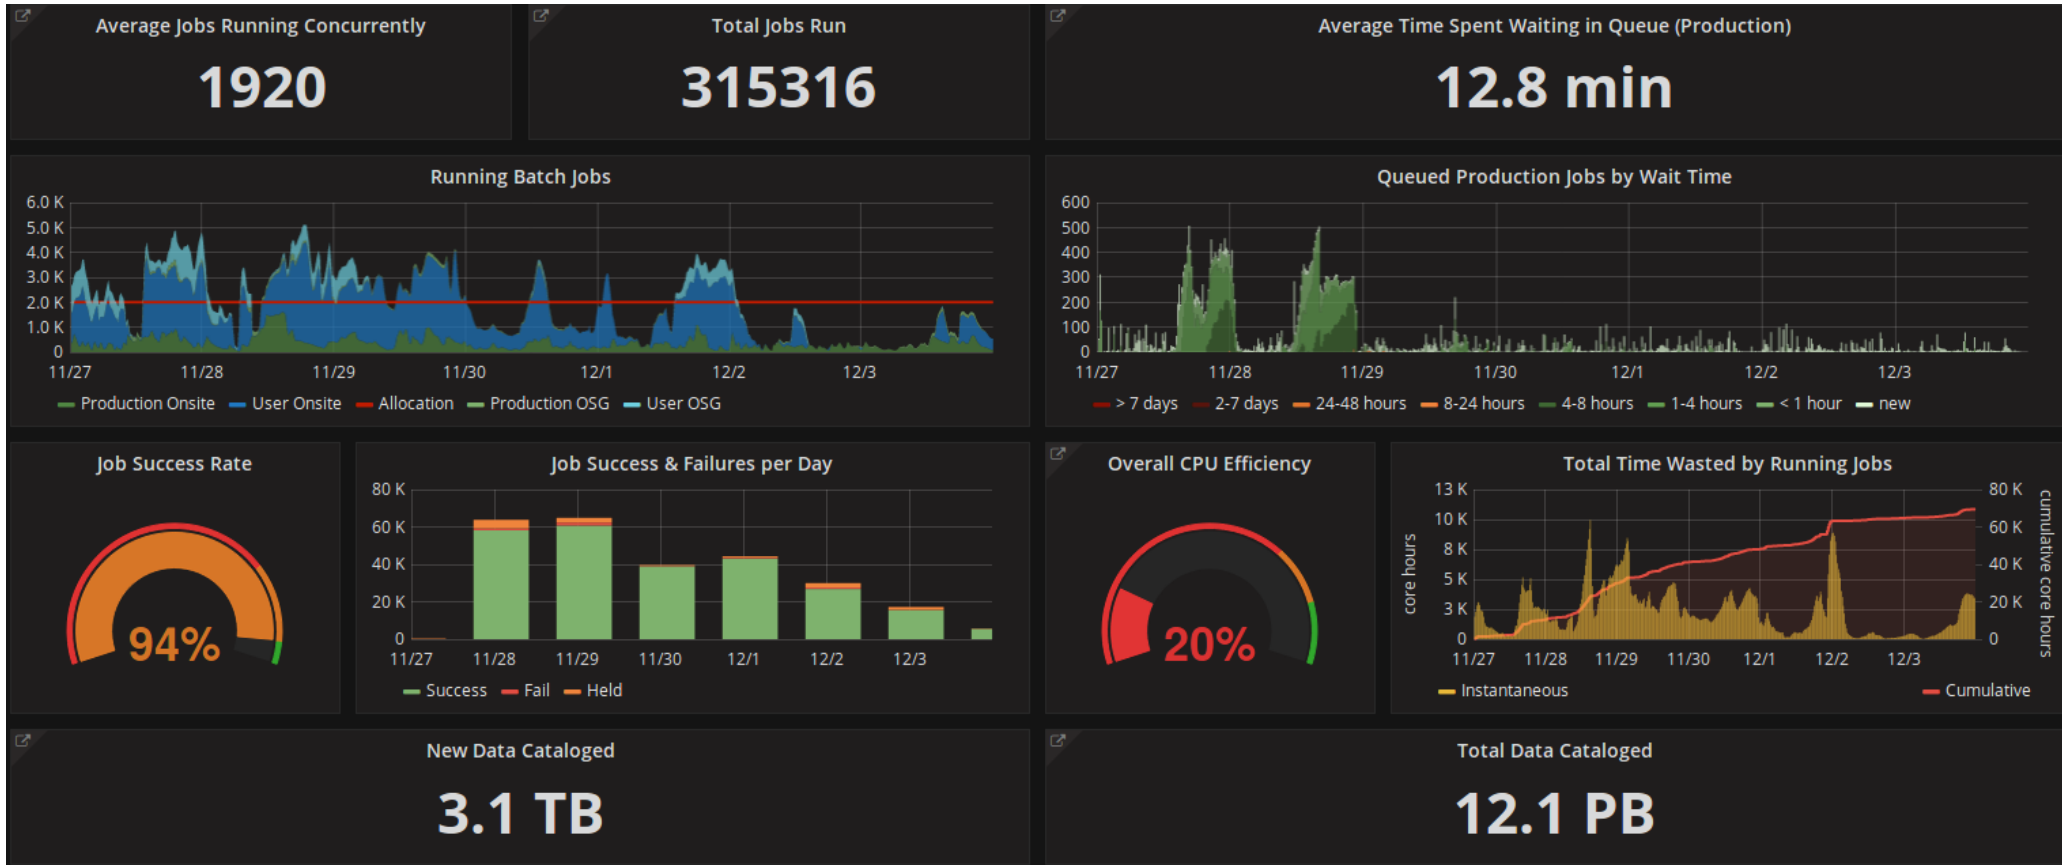 Average Jobs Running Concurrently
1920
Total Jobs Run
315316
Average Time Spent Waiting in Queue (Production)
12.8 min
Running Batch Jobs
6.0 K
5.0 K
4.0 K
3.0 K
2.0 K
1.0 K
0
11/27 11/28 11/29 11/30 12/1 12/2 12/3
Production Onsite User Onsite Allocation Production OSG User OSG
Queued Production Jobs by Wait Time
600
500
400
300
200
100
0
11/27 11/28 11/29 11/30 12/1 12/2 12/3
> 7 days 2-7 days 24-48 hours 8-24 hours 4-8 hours 1-4 hours < 1 hour new
Job Success Rate
94%
Job Success & Failures per Day
80 K
60 K
40 K
20 K
0
11/27 11/28 11/29 11/30 12/1 12/2 12/3
Success Fail Held
Overall CPU Efficiency
20%
Total Time Wasted by Running Jobs
core hours
13 K
10 K
8 K
5 K
3 K
0
80 K
60 K
40 K
20 K
0
cumulative core hours
11/27 11/28 11/29 11/30 12/1 12/2 12/3
Instantaneous Cumulative
New Data Cataloged
3.1 TB
Total Data Cataloged
12.1 PB